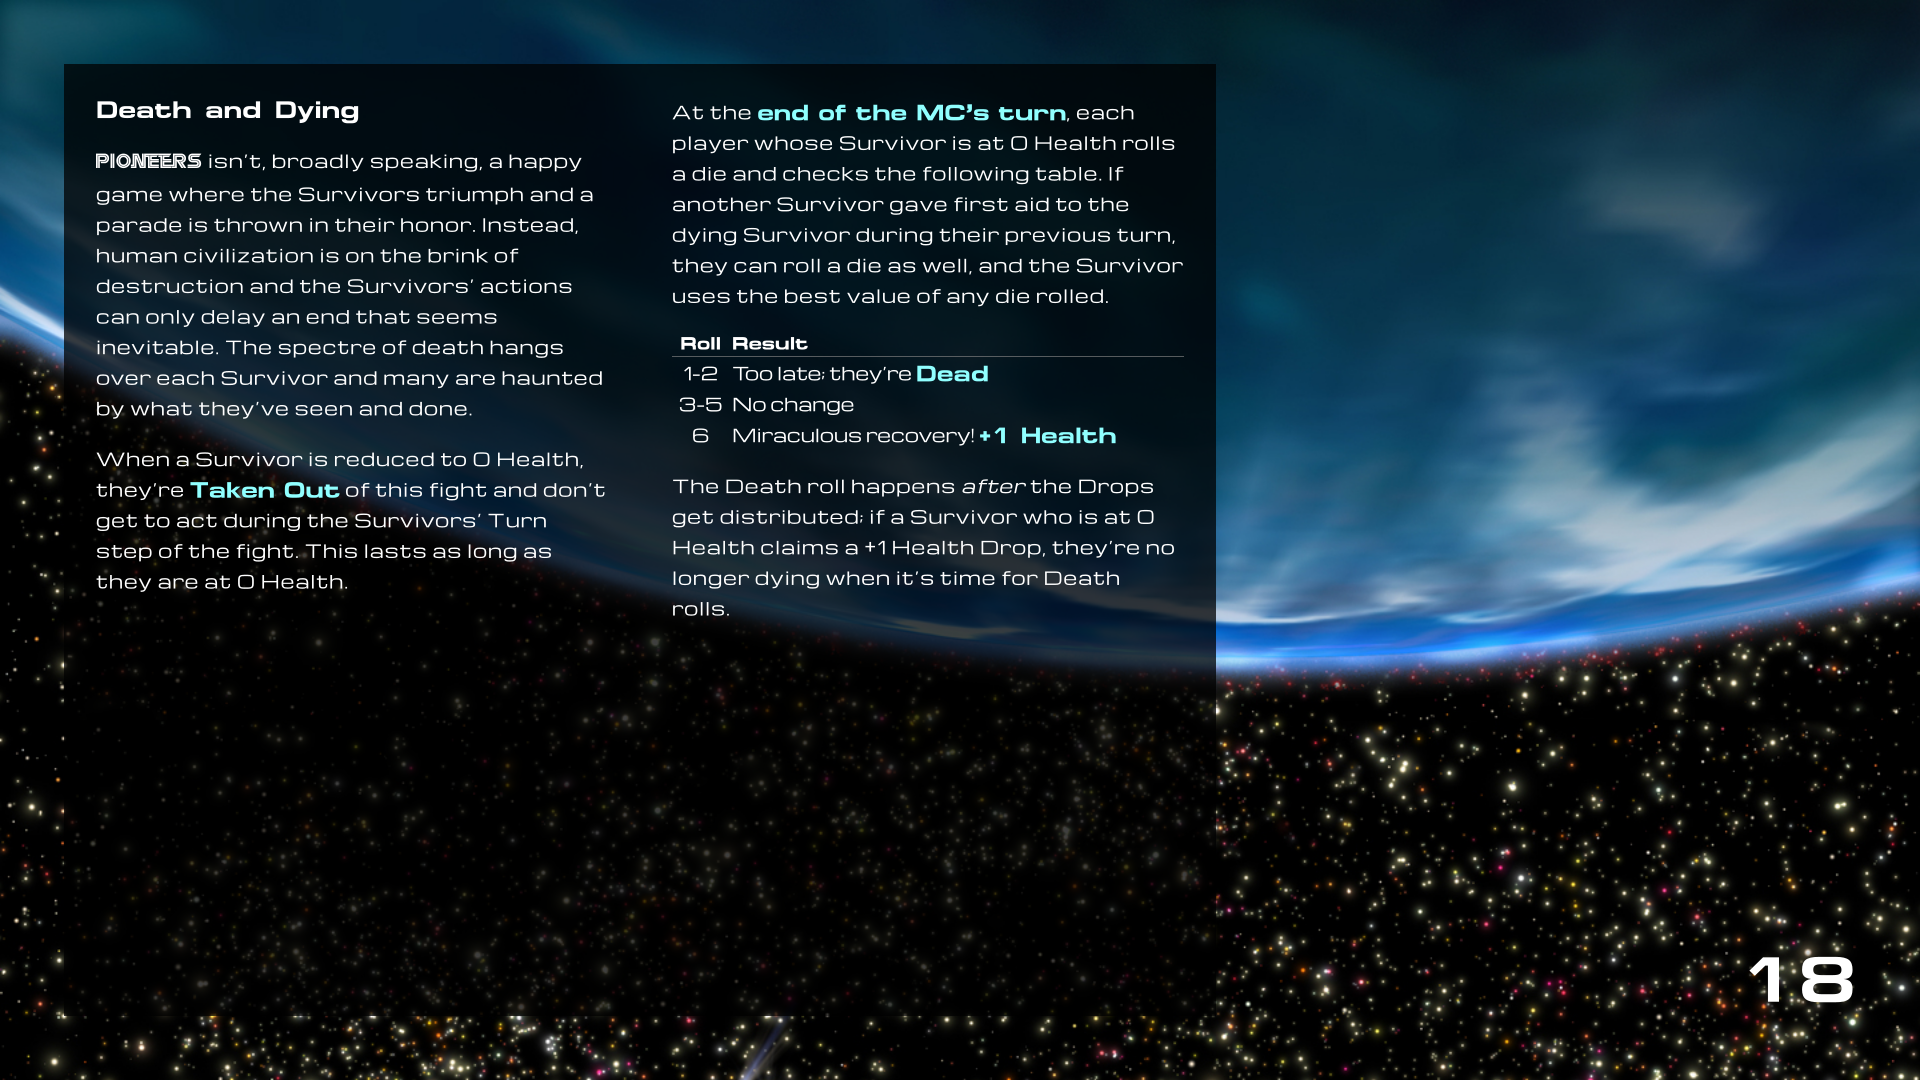 Death and Dying
PIONEERS isn't, broadly speaking, a happy
game where the Survivors triumph and a
parade is thrown in their honor. Instead,
human civilization is on the brink of
destruction and the Survivors' actions
can only delay an end that seems
inevitable. The spectre of death hangs
over each Survivor and many are haunted
by what they've seen and done.
When a Survivor is reduced to 0 Health,
they're Taken Out of this fight and don't
get to act during the Survivors' Turn
step of the fight. This lasts as long as
they are at 0 Health.
At the end of the MC's turn, each
player whose Survivor is at 0 Health rolls
a die and checks the following table. If
another Survivor gave first aid to the
dying Survivor during their previous turn,
they can roll a die as well, and the Survivor
uses the best value of any die rolled.
Roll Result
1-2 Too late; they're Dead
3-5 No change
6 Miraculous recovery! +1 Health
The Death roll happens after the Drops
get distributed; if a Survivor who is at 0
Health claims a +1 Health Drop, they're no
longer dying when it's time for Death
rolls.
18